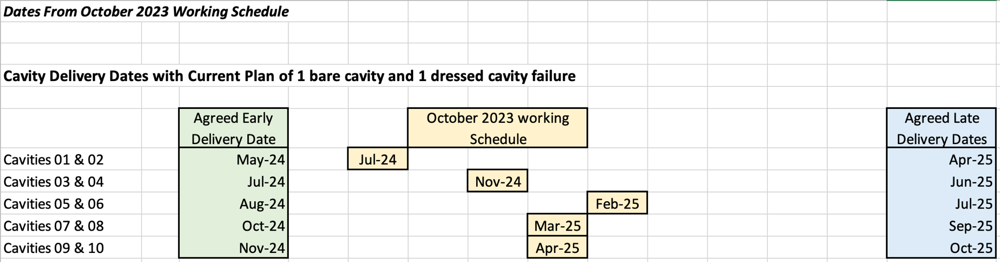 Dates From October 2023 Working Schedule
Cavity Delivery Dates with Current Plan of 1 bare cavity and 1 dressed cavity failure
Agreed Early
Delivery Date
October 2023 working
Schedule
Agreed Late
Delivery Dates
Cavities 01 & 02 May-24 Jul-24 Apr-25
Cavities 03 & 04 Jul-24 Nov-24 Jun-25
Cavities 05 & 06 Aug-24 Feb-25 Jul-25
Cavities 07 & 08 Oct-24 Mar-25 Sep-25
Cavities 09 & 10 Nov-24 Apr-25 Oct-25